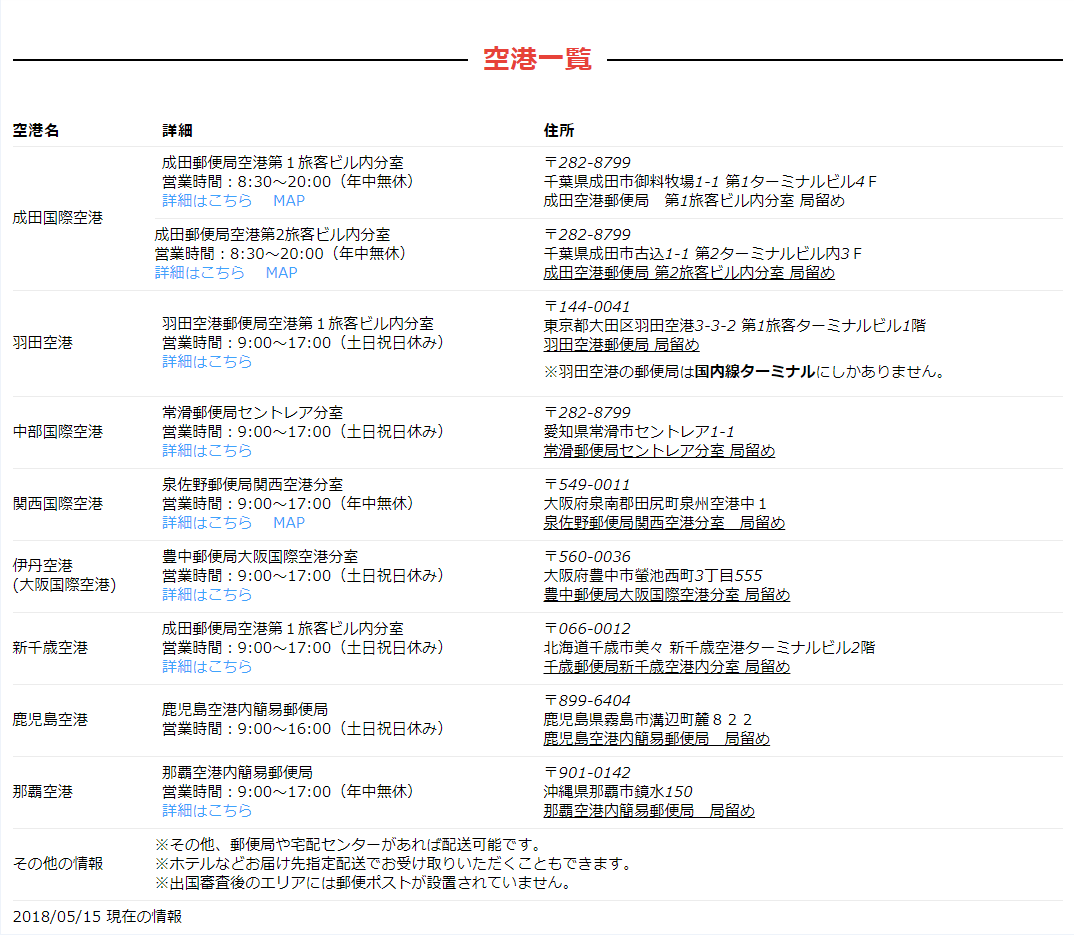 空港一覧
空港名 詳細 住所
成田国際空港
成田郵便局空港第１旅客ビル内分室
営業時間：8:30～20:00（年中無休）
詳細はこちら MAP
〒282-8799
千葉県成田市御料牧場1-1 第1ターミナルビル4Ｆ
成田空港郵便局　第1旅客ビル内分室 局留め
成田郵便局空港第2旅客ビル内分室
営業時間：8:30～20:00（年中無休）
詳細はこちら MAP
〒282-8799
千葉県成田市古込1-1 第2ターミナルビル内3Ｆ
成田空港郵便局 第2旅客ビル内分室 局留め
羽田空港
羽田空港郵便局空港第１旅客ビル内分室
営業時間：9:00～17:00（土日祝日休み）
詳細はこちら
〒144-0041
東京都大田区羽田空港3-3-2 第1旅客ターミナルビル1階
羽田空港郵便局 局留め
※羽田空港の郵便局は国内線ターミナルにしかありません。
中部国際空港
常滑郵便局セントレア分室
営業時間：9:00～17:00（土日祝日休み）
詳細はこちら
〒282-8799
愛知県常滑市セントレア1-1
常滑郵便局セントレア分室 局留め
関西国際空港
泉佐野郵便局関西空港分室
営業時間：9:00～17:00（年中無休）
詳細はこちら MAP
〒549-0011
大阪府泉南郡田尻町泉州空港中１
泉佐野郵便局関西空港分室　局留め
伊丹空港
(大阪国際空港)
豊中郵便局大阪国際空港分室
営業時間：9:00～17:00（土日祝日休み）
詳細はこちら
〒560-0036
大阪府豊中市螢池西町3丁目555
豊中郵便局大阪国際空港分室 局留め
新千歳空港
成田郵便局空港第１旅客ビル内分室
営業時間：9:00～17:00（土日祝日休み）
詳細はこちら
〒066-0012
北海道千歳市美々 新千歳空港ターミナルビル2階
千歳郵便局新千歳空港内分室 局留め
鹿児島空港
鹿児島空港内簡易郵便局
営業時間：9:00～16:00（土日祝日休み）
〒899-6404
鹿児島県霧島市溝辺町麓８２２
鹿児島空港内簡易郵便局　局留め
那覇空港
那覇空港内簡易郵便局
営業時間：9:00～17:00（年中無休）
詳細はこちら
〒901-0142
沖縄県那覇市鏡水150
那覇空港内簡易郵便局　局留め
その他の情報
※その他、郵便局や宅配センターがあれば配送可能です。
※ホテルなどお届け先指定配送でお受け取りいただくこともできます。
※出国審査後のエリアには郵便ポストが設置されていません。
2018/05/15 現在の情報